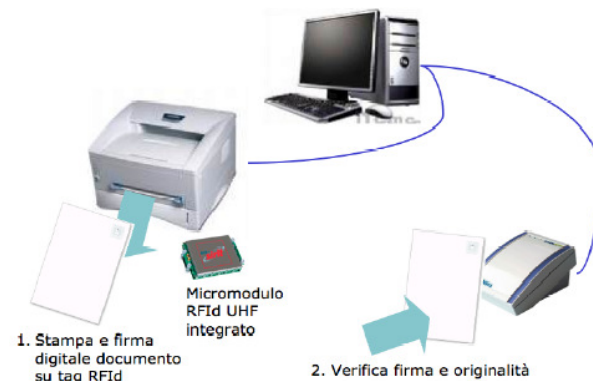 Micromodulo
RFId UHF
integrato
1. Stampa e firma
digitale documento
su tag RFId
2. Verifica firma e originalità